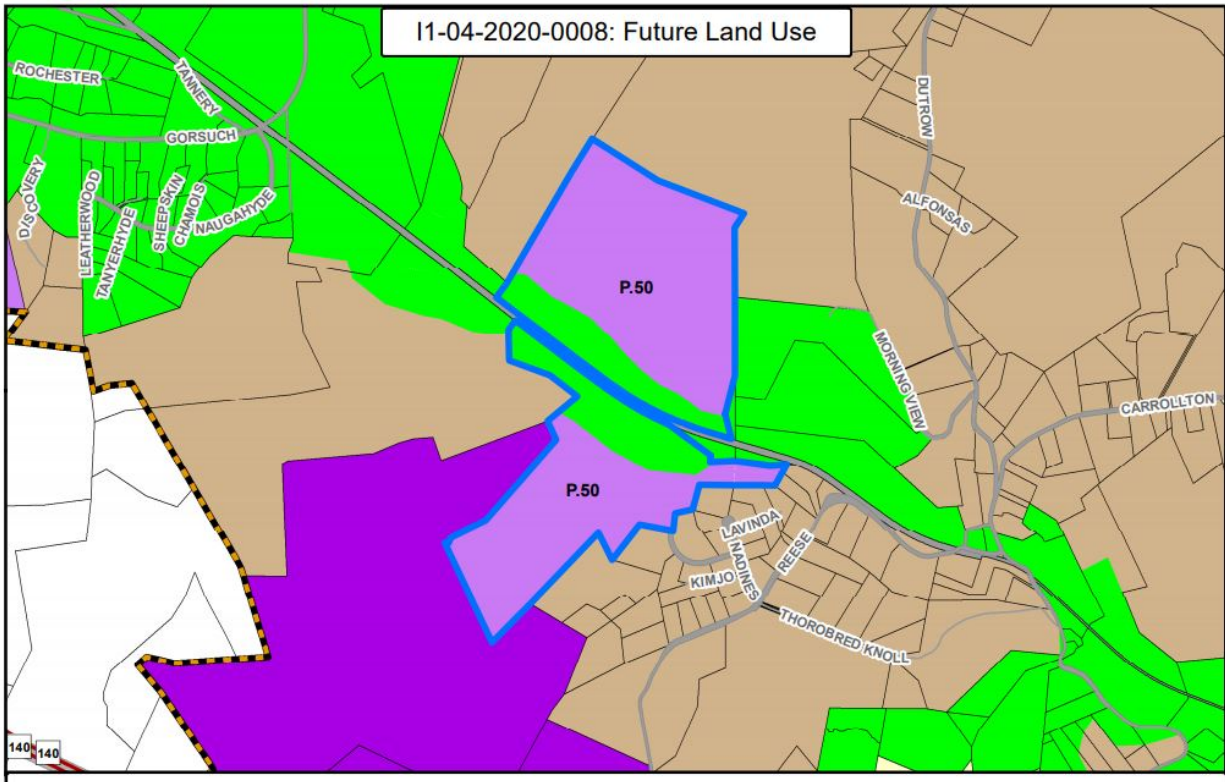 I1-04-2020-0008: Future Land Use
ROCHESTER
TANNERY
GORSUCH
DISCOVERY
LEATHERWOOD
TANYERHYDE
SHEEPSKIN
CHAMOIS
NAUGAHYDE
DUTROW
ALFONSAS
P.50
MORNING VIEW
CARROLLTON
P.50
LAVINDA
NADINES
KIMJO
REESE
THOROBRED KNOLL
140
140